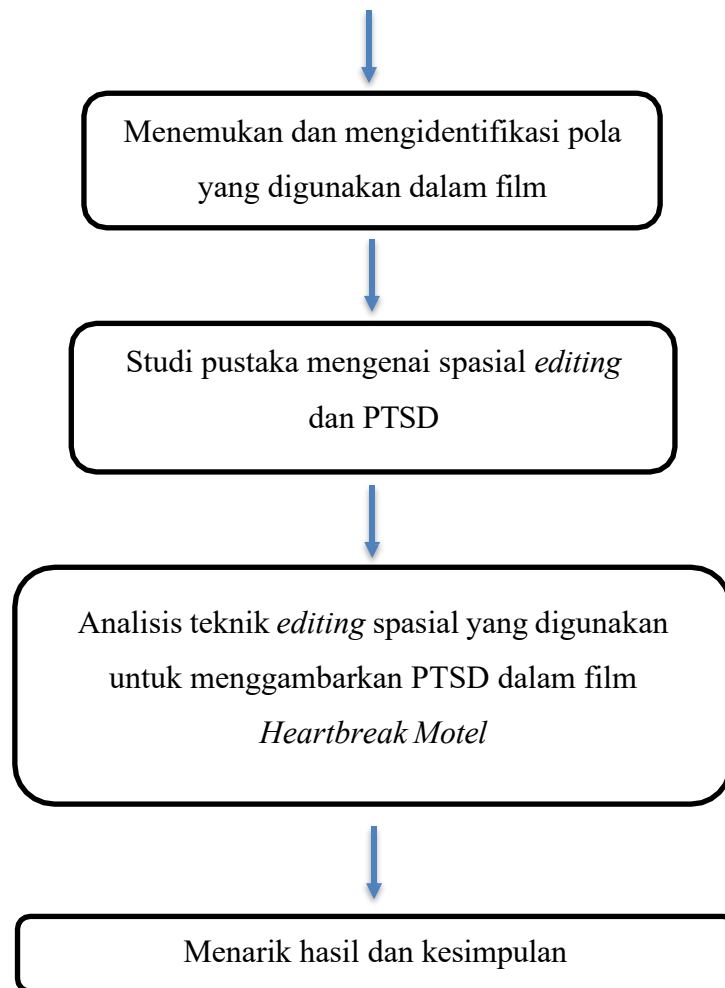 Menemukan dan mengidentifikasi pola
yang digunakan dalam film
Studi pustaka mengenai spasial editing
dan PTSD
Analisis teknik editing spasial yang digunakan
untuk menggambarkan PTSD dalam film
Heartbreak Motel
Menarik hasil dan kesimpulan